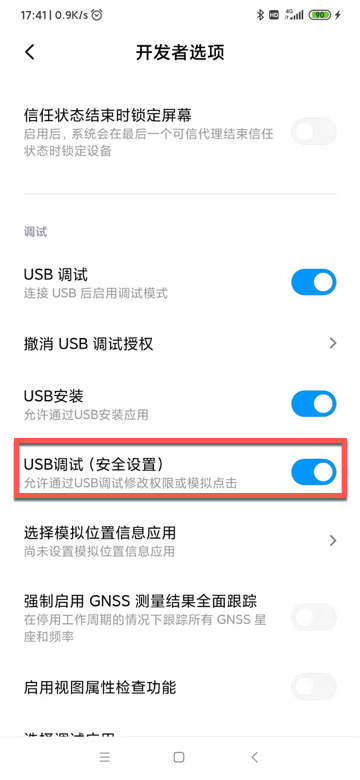 17:41 | 0.9K/s
HD 4G 90
开发者选项
信任状态结束时锁定屏幕
启用后，系统会在最后一个可信代理结束信任
状态时锁定设备
调试
USB 调试
连接 USB 后启用调试模式
撤消 USB 调试授权
USB安装
允许通过USB安装应用
USB调试（安全设置）
允许通过USB调试修改权限或模拟点击
选择模拟位置信息应用
尚未设置模拟位置信息应用
强制启用 GNSS 测量结果全面跟踪
在停用工作周期的情况下跟踪所有 GNSS 星
座和频率
启用视图属性检查功能
选择调试应用